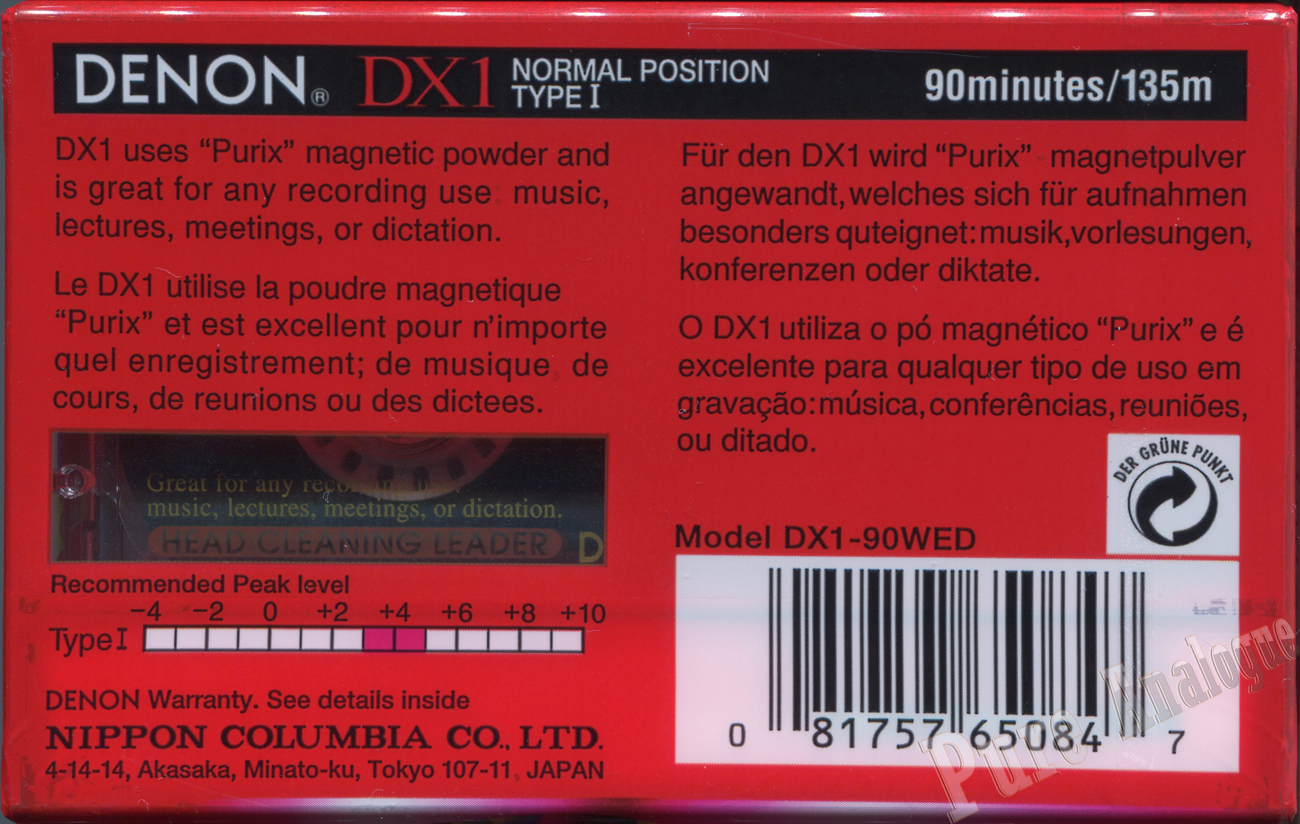 DENON® DX1 NORMAL POSITION
TYPE I
90minutes/135m
DX1 uses “Purix” magnetic powder and
is great for any recording use music,
lectures, meetings, or dictation.
Le DX1 utilise la poudre magnetique
“Purix” et est excellent pour n’importe
quel enregistrement; de musique de
cours, de reunions ou des dictees.
Great for any recording use.
music, lectures, meetings, or dictation.
HEAD CLEANING LEADER
D
Recommended Peak level
−4 −2 0 +2 +4 +6 +8 +10
Type I
DENON Warranty. See details inside
NIPPON COLUMBIA CO., LTD.
4-14-14, Akasaka, Minato-ku, Tokyo 107-11, JAPAN
Für den DX1 wird “Purix” magnetpulver
angewandt, welches sich für aufnahmen
besonders quteignet: musik, vorlesungen,
konferenzen oder diktate.
O DX1 utiliza o pó magnético “Purix” e é
excelente para qualquer tipo de uso em
gravação: música, conferências, reuniões,
ou ditado.
DER GRÜNE PUNKT
Model DX1-90WED
0 81757 65084 7
Pure Analogue